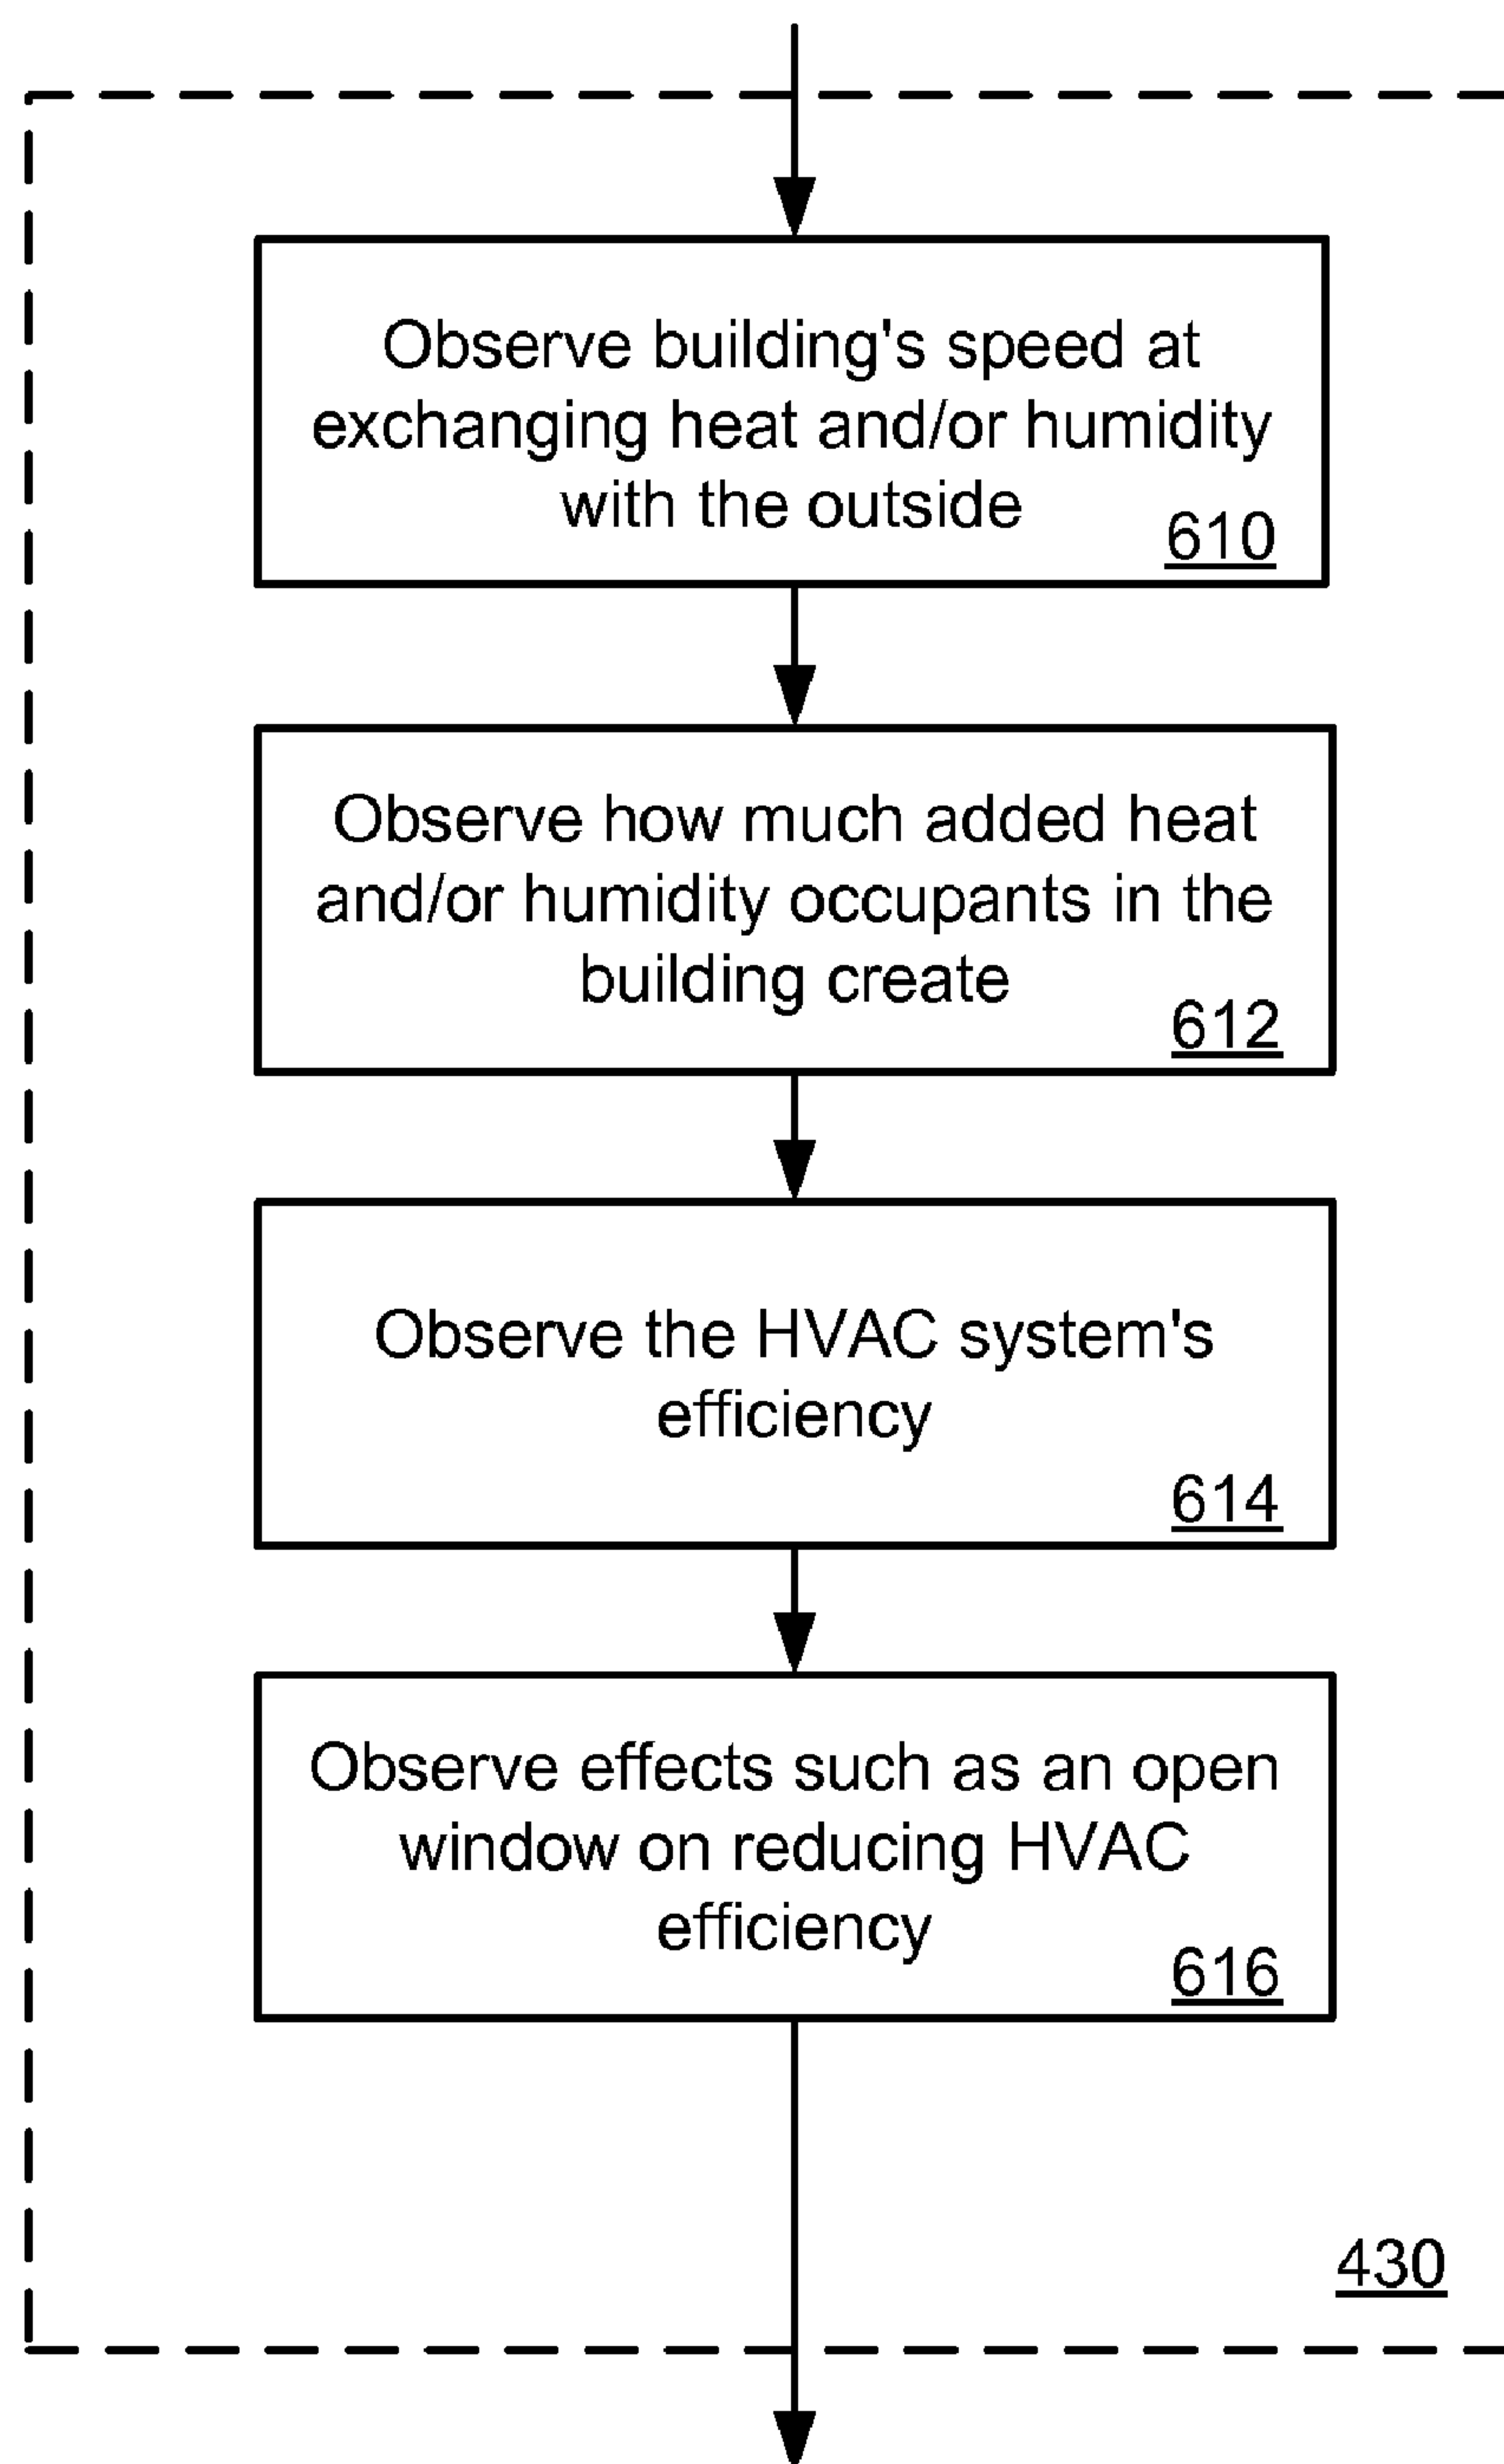 Observe building's speed at
exchanging heat and/or humidity
with the outside
610
Observe how much added heat
and/or humidity occupants in the
building create
612
Observe the HVAC system's
efficiency
614
Observe effects such as an open
window on reducing HVAC
efficiency
616
430